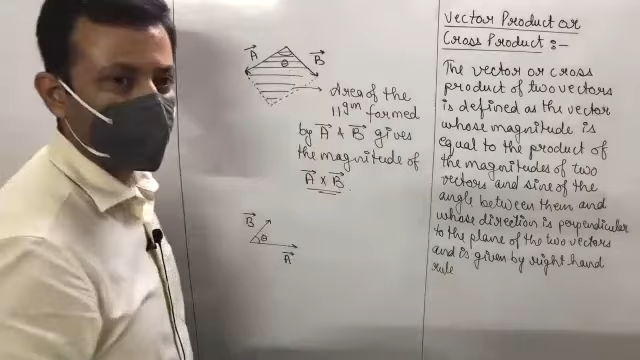 A⃗
B⃗
θ
Area of the
11gm formed
by A⃗ & B⃗ gives
the magnitude of
A⃗ × B⃗
B⃗
θ
A⃗
Vector Product or
Cross Product :-
The vector or cross
product of two vectors
is defined as the vector
whose magnitude is
equal to the product of
the magnitudes of two
vectors and sine of the
angle between them and
whose direction is perpendicular
to the plane of the two vectors
and is given by right hand
rule